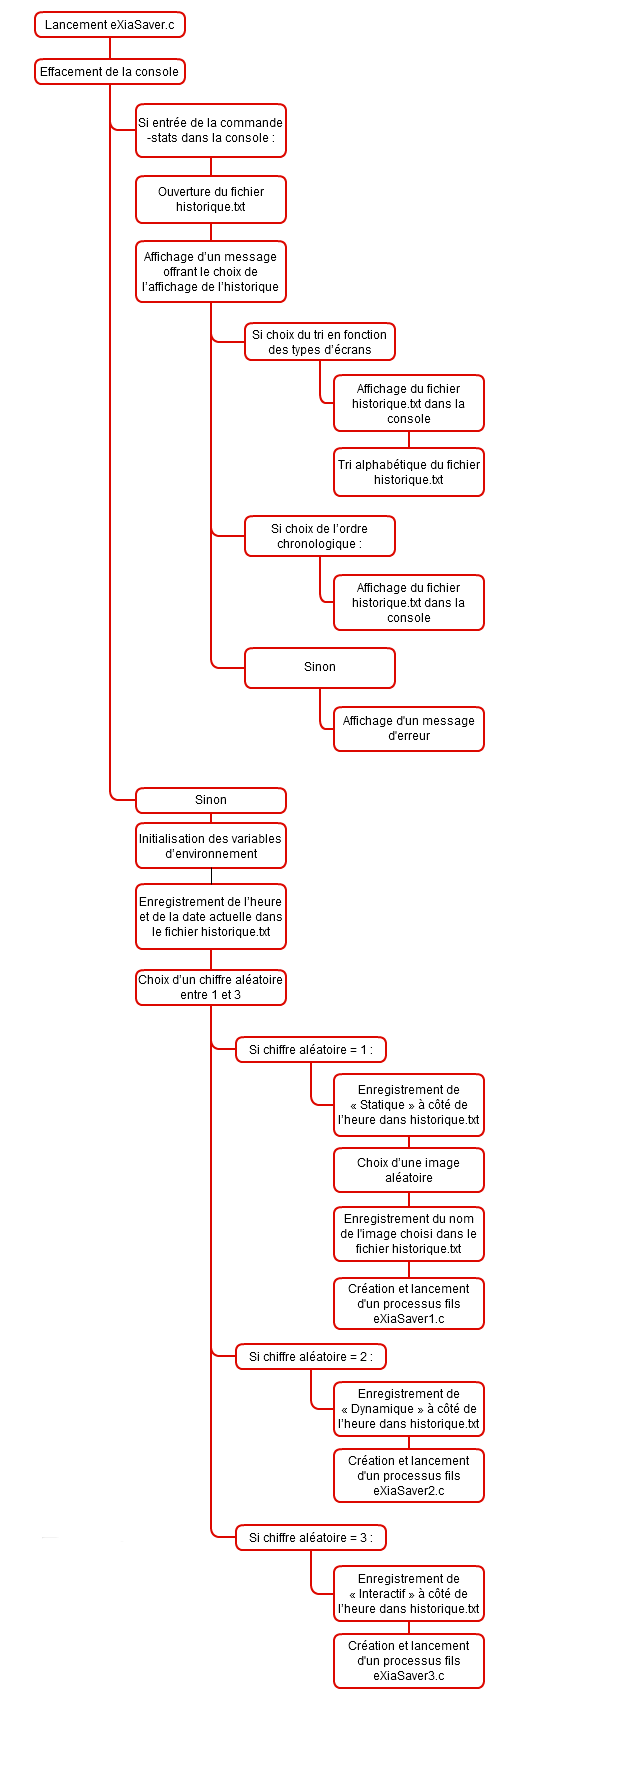 Lancement eXiaSaver.c
Effacement de la console
Si entrée de la commande
-stats dans la console :
Ouverture du fichier
historique.txt
Affichage d’un message
offrant le choix de
l’affichage de l’historique
Si choix du tri en fonction
des types d’écrans
Affichage du fichier
historique.txt dans la
console
Tri alphabétique du fichier
historique.txt
Si choix de l’ordre
chronologique :
Affichage du fichier
historique.txt dans la
console
Sinon
Affichage d'un message
d'erreur
Sinon
Initialisation des variables
d’environnement
Enregistrement de l’heure
et de la date actuelle dans
le fichier historique.txt
Choix d’un chiffre aléatoire
entre 1 et 3
Si chiffre aléatoire = 1 :
Enregistrement de
« Statique » à côté de
l’heure dans historique.txt
Choix d’une image
aléatoire
Enregistrement du nom
de l'image choisi dans le
fichier historique.txt
Création et lancement
d'un processus fils
eXiaSaver1.c
Si chiffre aléatoire = 2 :
Enregistrement de
« Dynamique » à côté de
l’heure dans historique.txt
Création et lancement
d'un processus fils
eXiaSaver2.c
Si chiffre aléatoire = 3 :
Enregistrement de
« Interactif » à côté de
l’heure dans historique.txt
Création et lancement
d'un processus fils
eXiaSaver3.c